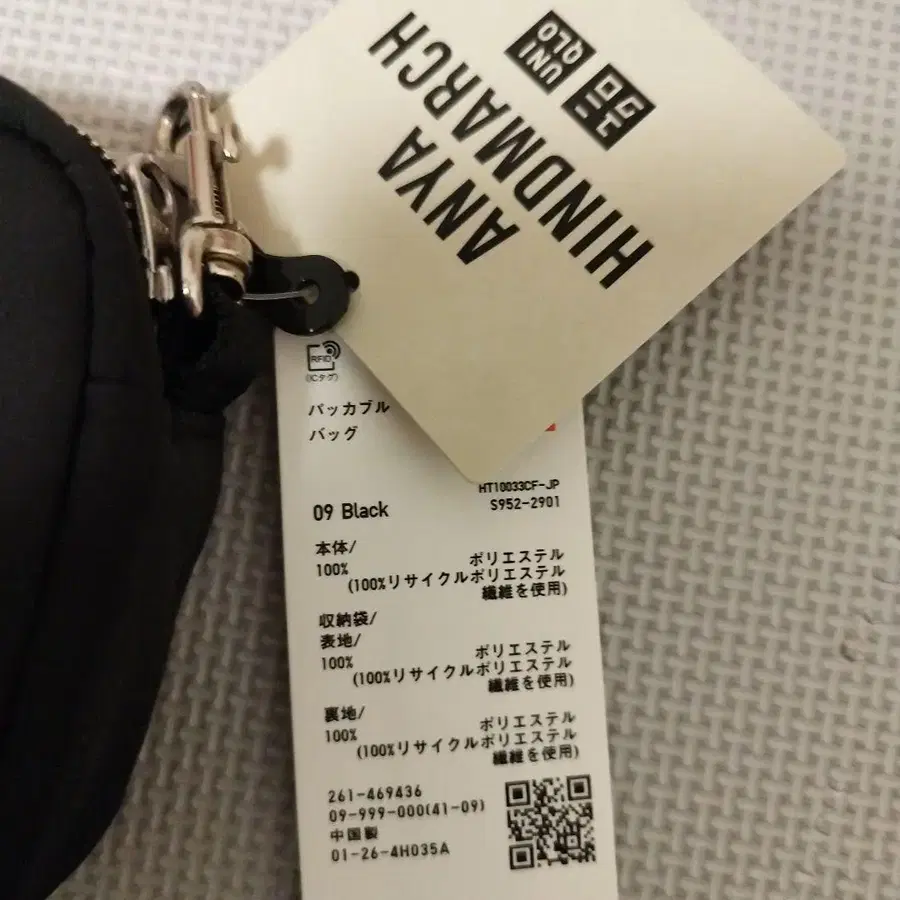 UNI
QLO
ユニ
クロ
ANYA
HINDMARCH
RFID
(ICタグ)
パッカブル
バッグ
HT10033CF-JP
S952-2901
09 Black
本体/
100% ポリエステル
(100%リサイクルポリエステル
繊維を使用)
収納袋/
表地/
100% ポリエステル
(100%リサイクルポリエステル
繊維を使用)
裏地/
100% ポリエステル
(100%リサイクルポリエステル
繊維を使用)
261-469436
09-999-000(41-09)
中国製
01-26-4H035A